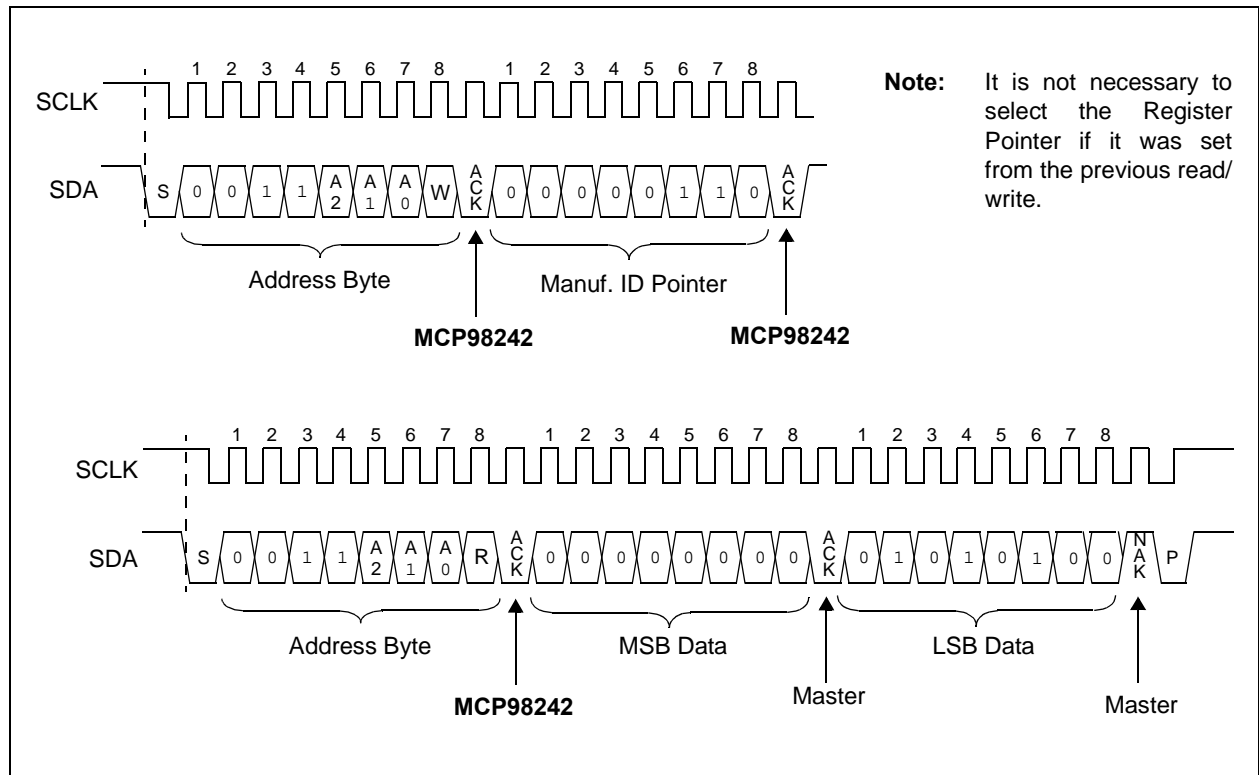 1 2 3 4 5 6 7 8 1 2 3 4 5 6 7 8
SCLK
SDA
S 0 0 1 1 A2 A1 A0 W ACK 0 0 0 0 0 1 1 0 ACK
Address Byte
Manuf. ID Pointer
MCP98242
MCP98242
Note: It is not necessary to
select the Register
Pointer if it was set
from the previous read/
write.
1 2 3 4 5 6 7 8 1 2 3 4 5 6 7 8 1 2 3 4 5 6 7 8
SCLK
SDA
S 0 0 1 1 A2 A1 A0 R ACK 0 0 0 0 0 0 0 0 ACK 0 1 0 1 0 1 0 0 NAK P
Address Byte
MSB Data
LSB Data
MCP98242
Master
Master